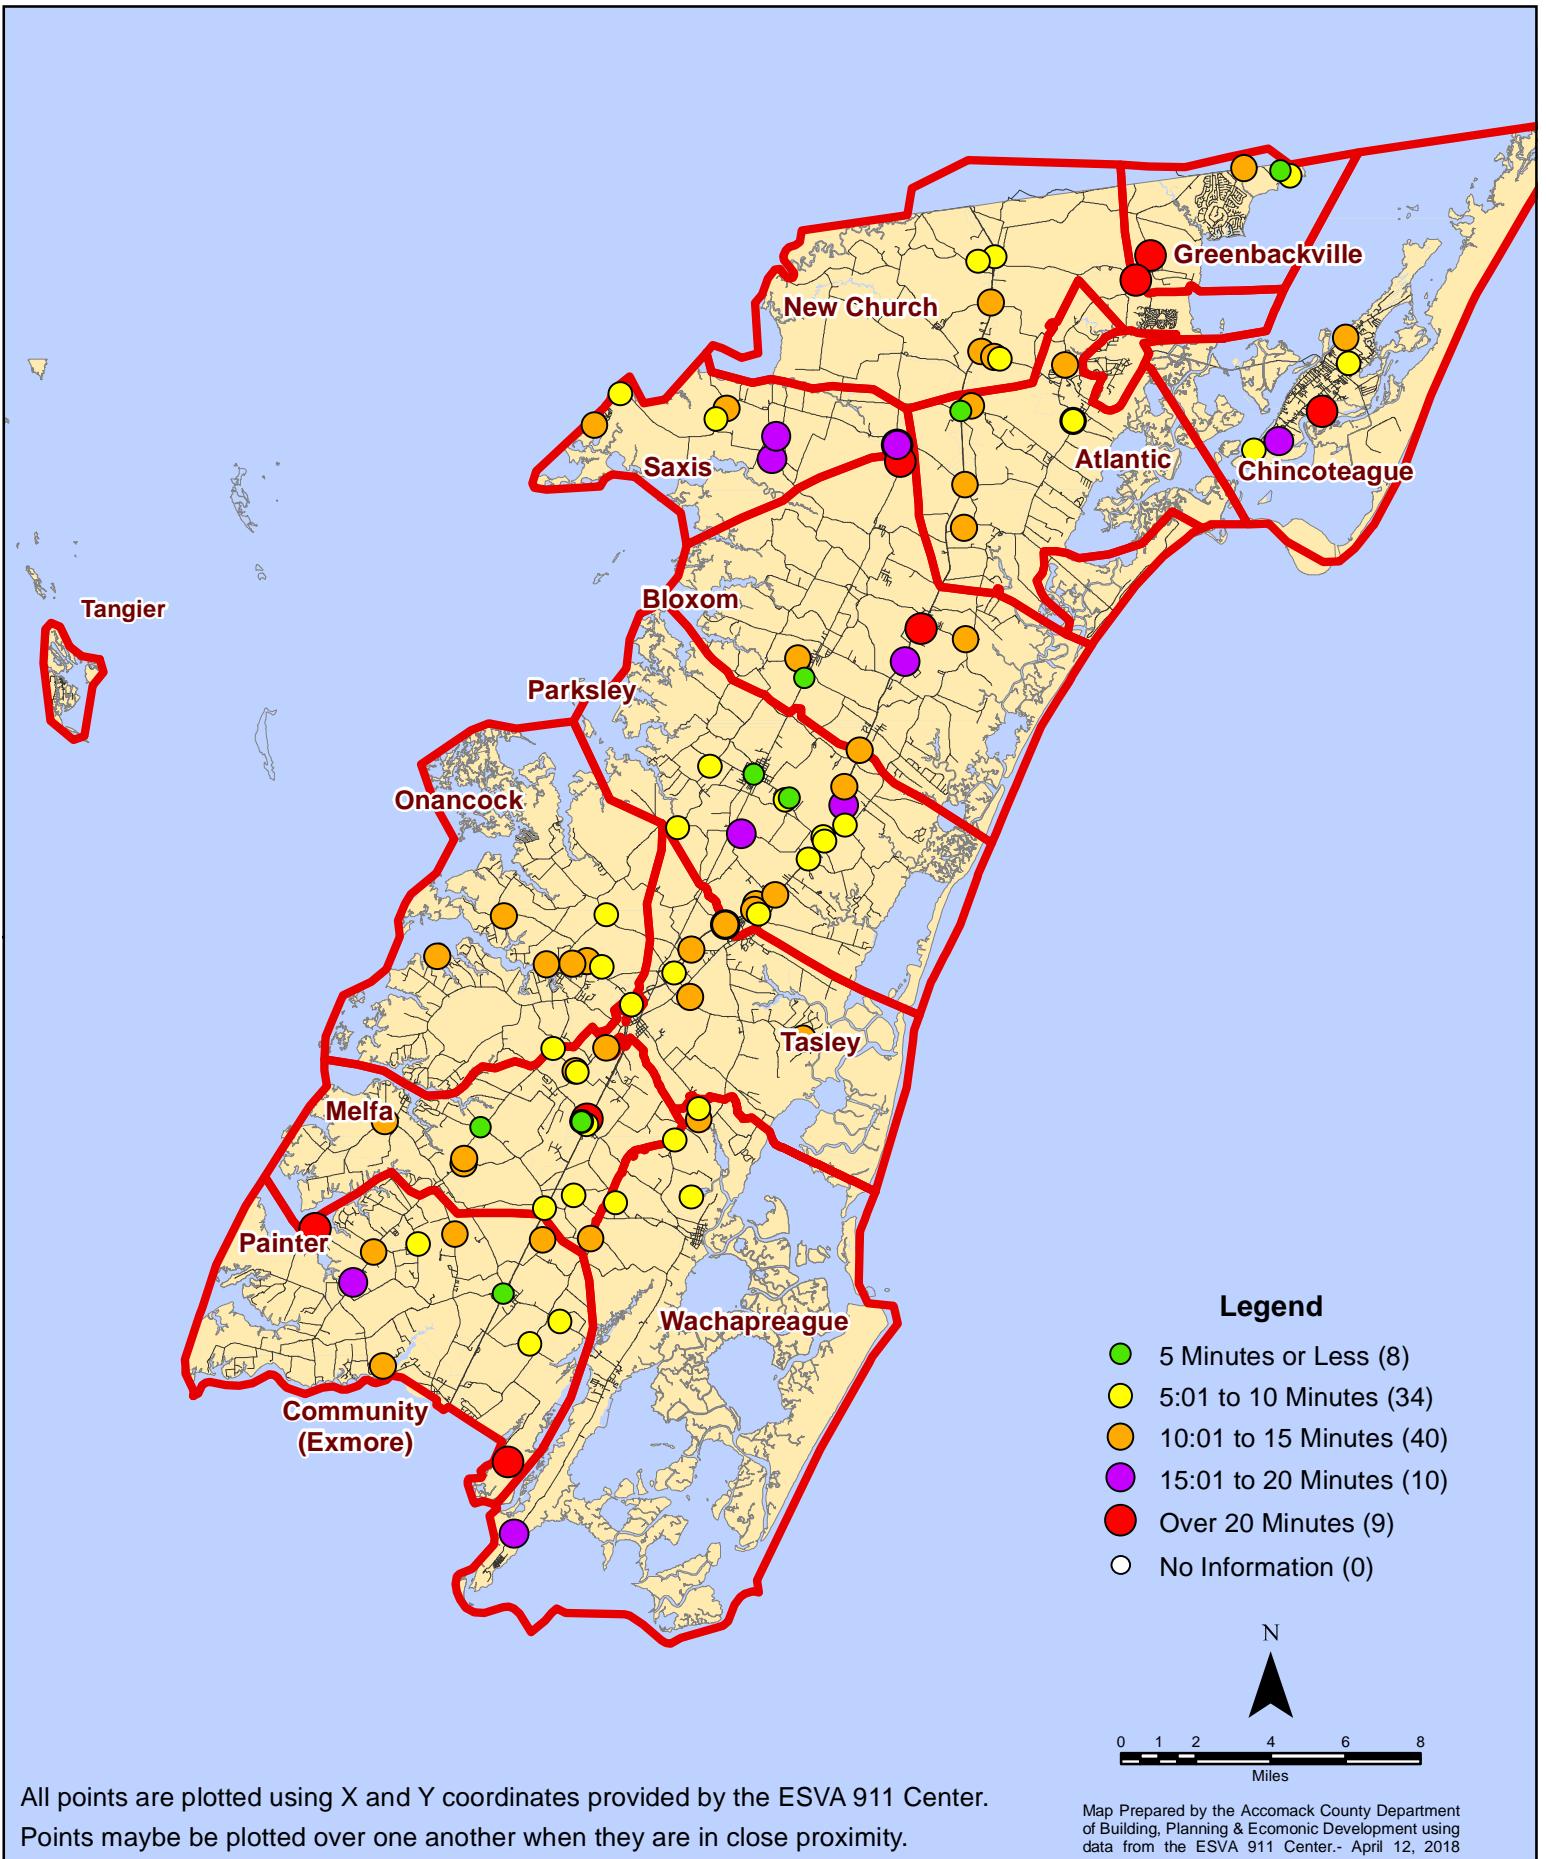 Greenbackville
New Church
Saxis
Atlantic
Chincoteague
Bloxom
Tangier
Parksley
Onancock
Tasley
Melfa
Painter
Wachapreague
Community
(Exmore)
Legend
5 Minutes or Less (8)
5:01 to 10 Minutes (34)
10:01 to 15 Minutes (40)
15:01 to 20 Minutes (10)
Over 20 Minutes (9)
No Information (0)
N
0 1 2 4 6 8
Miles
All points are plotted using X and Y coordinates provided by the ESVA 911 Center.
Points maybe be plotted over one another when they are in close proximity.
Map Prepared by the Accomack County Department
of Building, Planning & Ecomonic Development using
data from the ESVA 911 Center.- April 12, 2018